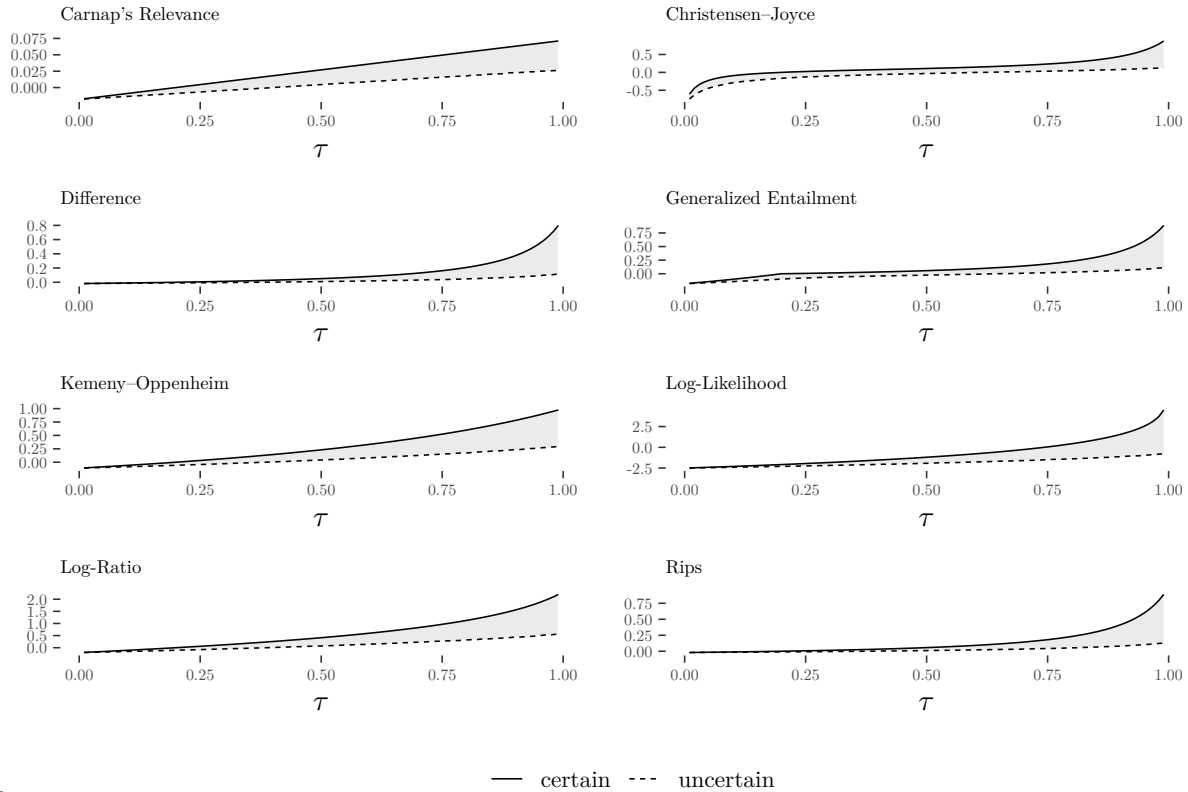 Carnap's Relevance
0.075
0.050
0.025
0.000
0.00 0.25 0.50 0.75 1.00
τ
Christensen–Joyce
0.5
0.0
-0.5
0.00 0.25 0.50 0.75 1.00
τ
Difference
0.8
0.6
0.4
0.2
0.0
0.00 0.25 0.50 0.75 1.00
τ
Generalized Entailment
0.75
0.50
0.25
0.00
0.00 0.25 0.50 0.75 1.00
τ
Kemeny–Oppenheim
1.00
0.75
0.50
0.25
0.00
0.00 0.25 0.50 0.75 1.00
τ
Log-Likelihood
2.5
0.0
-2.5
0.00 0.25 0.50 0.75 1.00
τ
Log-Ratio
2.0
1.5
1.0
0.5
0.0
0.00 0.25 0.50 0.75 1.00
τ
Rips
0.75
0.50
0.25
0.00
0.00 0.25 0.50 0.75 1.00
τ
certain uncertain